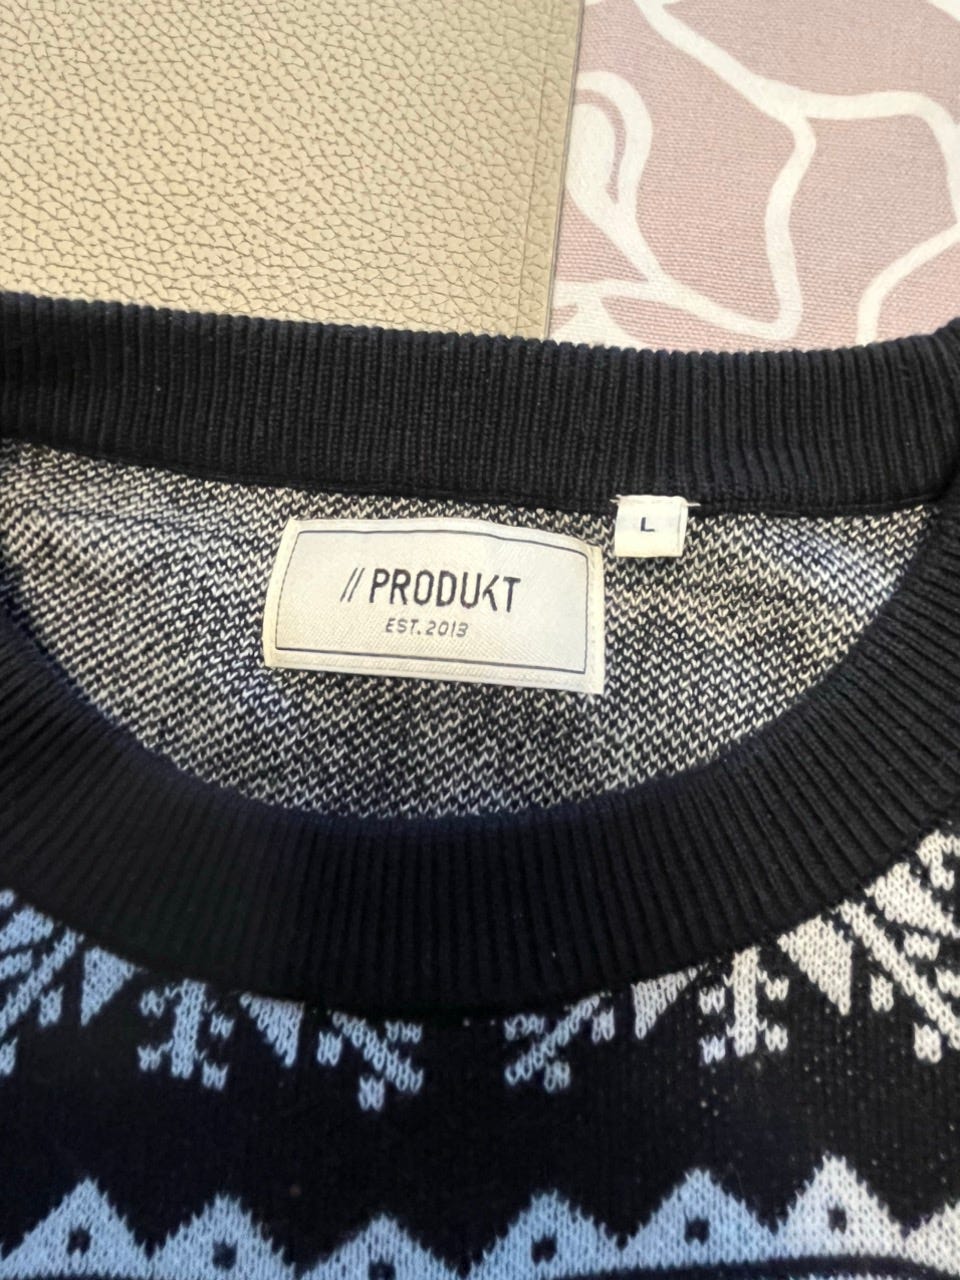 // PRODUKT
EST. 2013
L